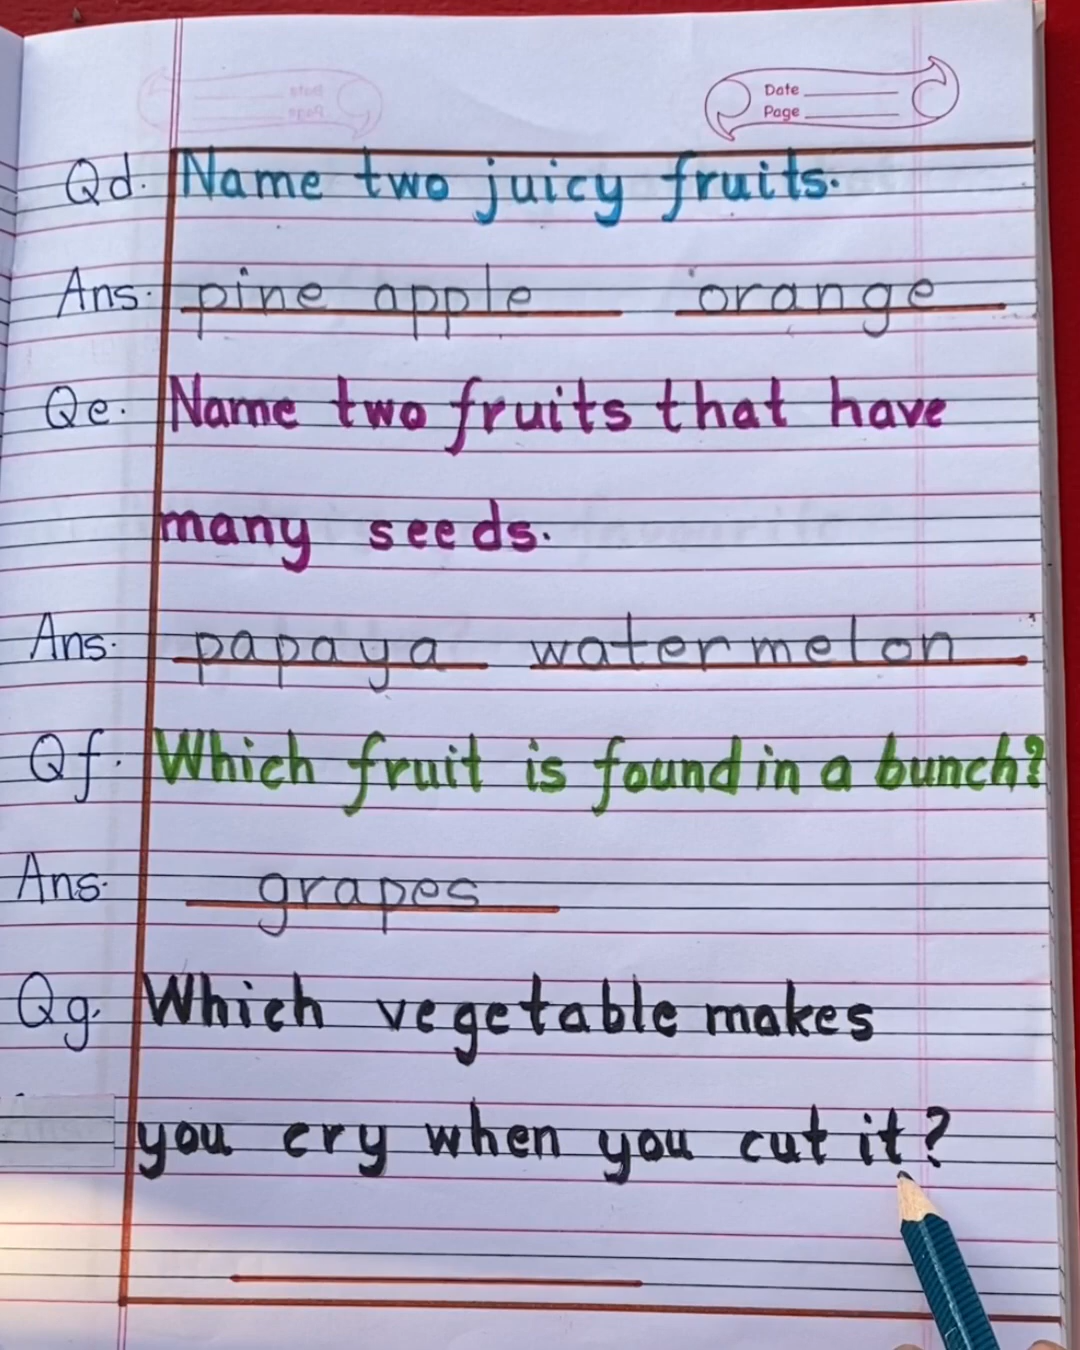 Date
Page
Qd. Name two juicy fruits.
Ans. pine apple orange
Qe. Name two fruits that have
many seeds.
Ans. papaya watermelon
Qf. Which fruit is found in a bunch?
Ans. grapes
Qg. Which vegetable makes
you cry when you cut it?